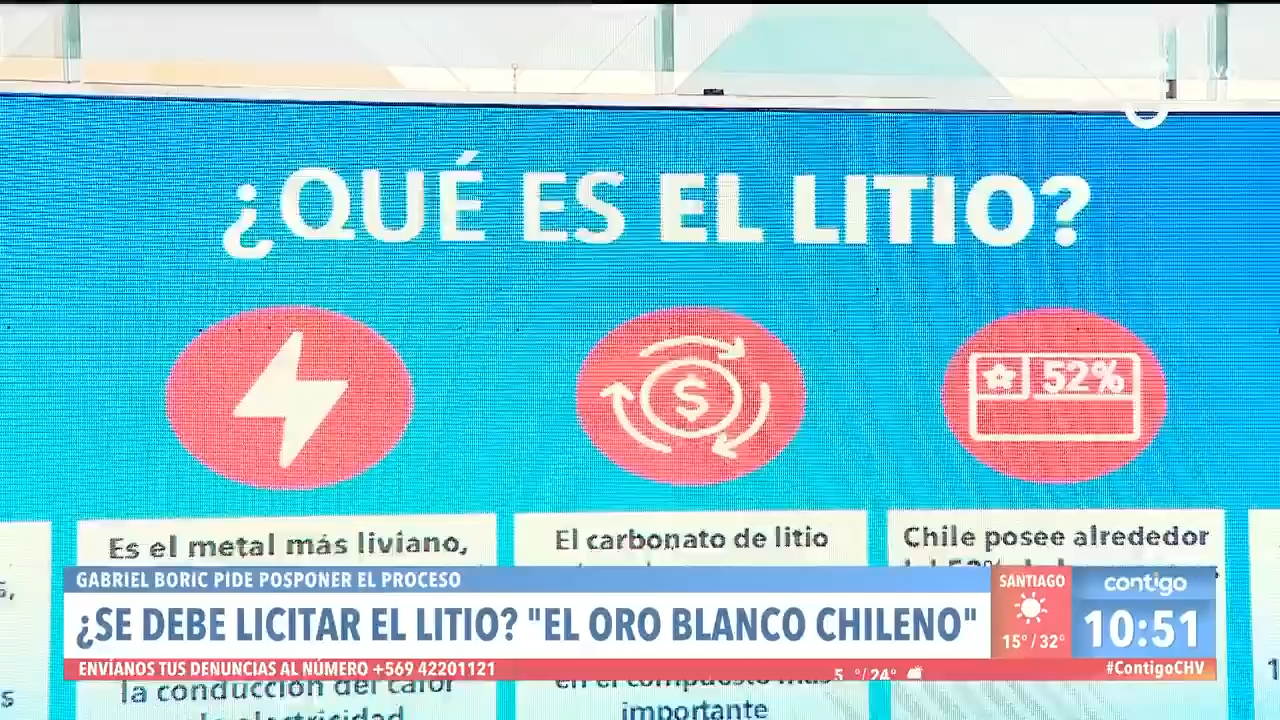 ¿QUÉ ES EL LITIO?
52%
Es el metal más liviano,
El carbonato de litio
Chile posee alrededor
GABRIEL BORIC PIDE POSPONER EL PROCESO
¿SE DEBE LICITAR EL LITIO? "EL ORO BLANCO CHILENO"
SANTIAGO
15°/32°
contigo
10:51
ENVÍANOS TUS DENUNCIAS AL NÚMERO +569 42201121
#ContigoCHV
la conducción del calor
importante